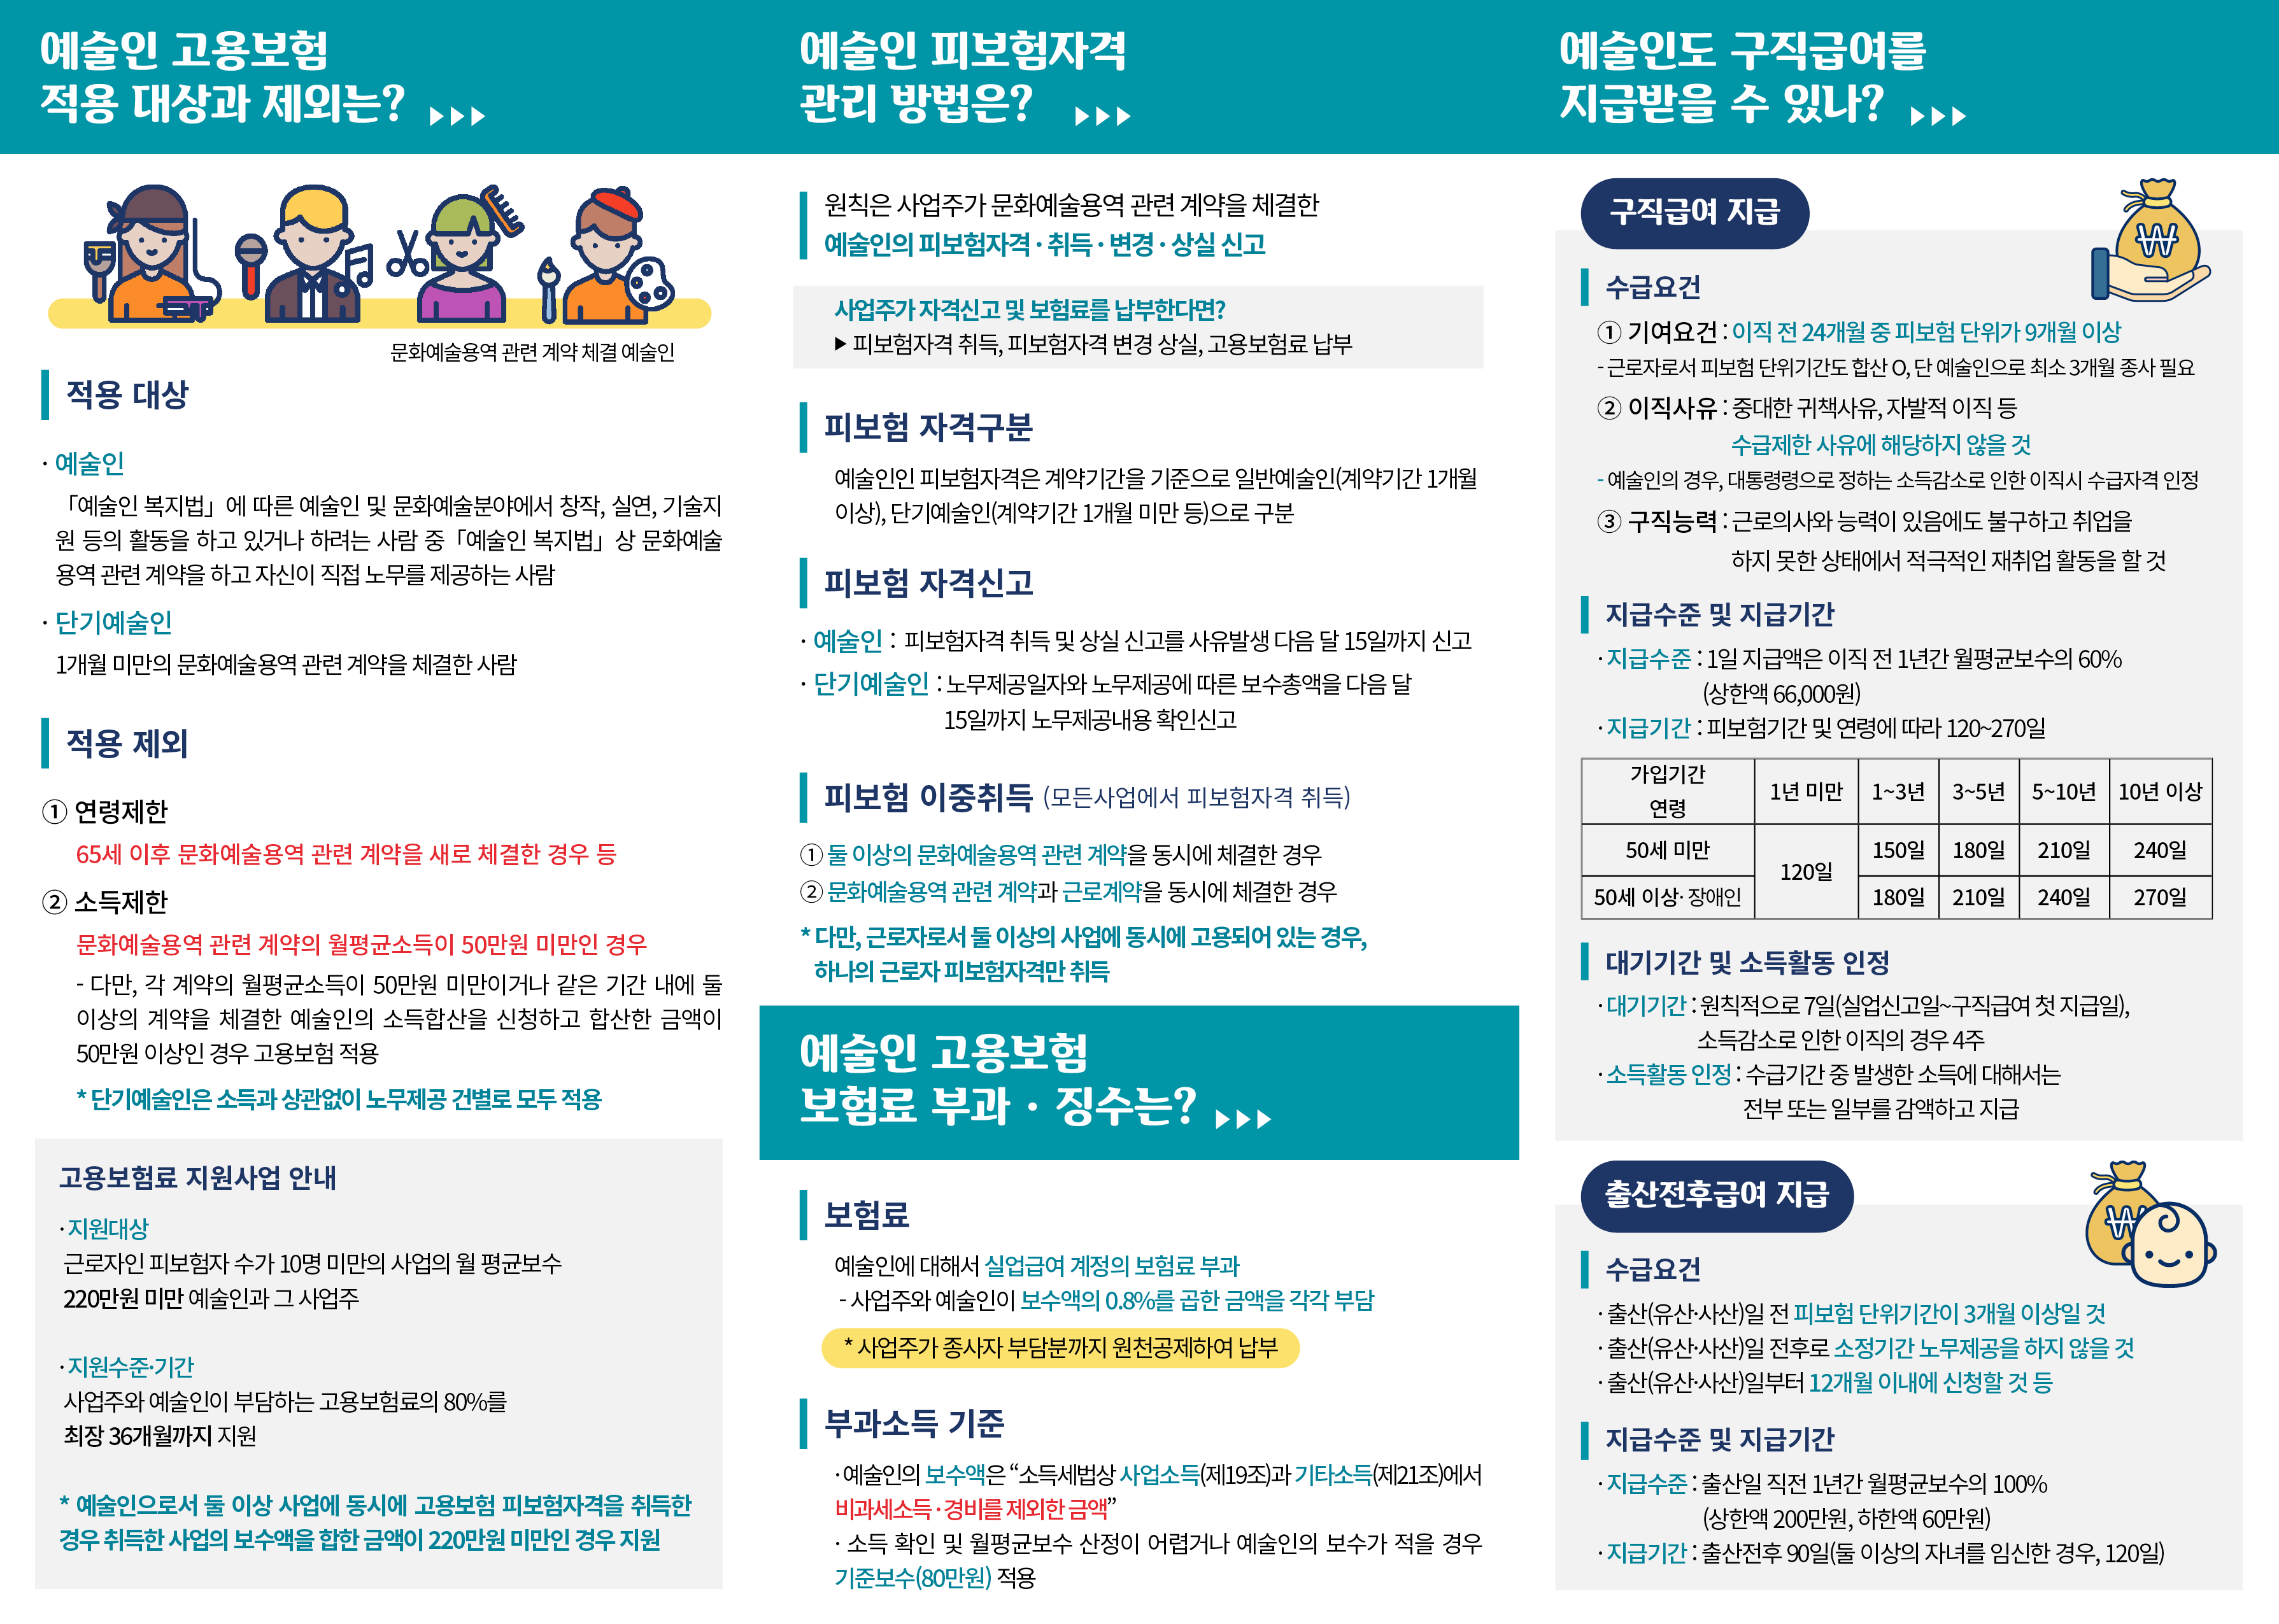 예술인 고용보험
적용 대상과 제외는? ▶▶▶
문화예술용역 관련 계약 체결 예술인
적용 대상
· 예술인
「예술인 복지법」에 따른 예술인 및 문화예술분야에서 창작, 실연, 기술지
원 등의 활동을 하고 있거나 하려는 사람 중「예술인 복지법」상 문화예술
용역 관련 계약을 하고 자신이 직접 노무를 제공하는 사람
· 단기예술인
1개월 미만의 문화예술용역 관련 계약을 체결한 사람
적용 제외
① 연령제한
65세 이후 문화예술용역 관련 계약을 새로 체결한 경우 등
② 소득제한
문화예술용역 관련 계약의 월평균소득이 50만원 미만인 경우
- 다만, 각 계약의 월평균소득이 50만원 미만이거나 같은 기간 내에 둘
이상의 계약을 체결한 예술인의 소득합산을 신청하고 합산한 금액이
50만원 이상인 경우 고용보험 적용
* 단기예술인은 소득과 상관없이 노무제공 건별로 모두 적용
고용보험료 지원사업 안내
· 지원대상
근로자인 피보험자 수가 10명 미만의 사업의 월 평균보수
220만원 미만 예술인과 그 사업주
· 지원수준·기간
사업주와 예술인이 부담하는 고용보험료의 80%를
최장 36개월까지 지원
* 예술인으로서 둘 이상 사업에 동시에 고용보험 피보험자격을 취득한
경우 취득한 사업의 보수액을 합한 금액이 220만원 미만인 경우 지원
예술인 피보험자격
관리 방법은? ▶▶▶
원칙은 사업주가 문화예술용역 관련 계약을 체결한
예술인의 피보험자격 · 취득 · 변경 · 상실 신고
사업주가 자격신고 및 보험료를 납부한다면?
▶ 피보험자격 취득, 피보험자격 변경 상실, 고용보험료 납부
피보험 자격구분
예술인인 피보험자격은 계약기간을 기준으로 일반예술인(계약기간 1개월
이상), 단기예술인(계약기간 1개월 미만 등)으로 구분
피보험 자격신고
· 예술인 : 피보험자격 취득 및 상실 신고를 사유발생 다음 달 15일까지 신고
· 단기예술인 : 노무제공일자와 노무제공에 따른 보수총액을 다음 달
15일까지 노무제공내용 확인신고
피보험 이중취득 (모든사업에서 피보험자격 취득)
① 둘 이상의 문화예술용역 관련 계약을 동시에 체결한 경우
② 문화예술용역 관련 계약과 근로계약을 동시에 체결한 경우
* 다만, 근로자로서 둘 이상의 사업에 동시에 고용되어 있는 경우,
하나의 근로자 피보험자격만 취득
예술인 고용보험
보험료 부과 · 징수는? ▶▶▶
보험료
예술인에 대해서 실업급여 계정의 보험료 부과
- 사업주와 예술인이 보수액의 0.8%를 곱한 금액을 각각 부담
* 사업주가 종사자 부담분까지 원천공제하여 납부
부과소득 기준
· 예술인의 보수액은 “소득세법상 사업소득(제19조)과 기타소득(제21조)에서
비과세소득 · 경비를 제외한 금액”
· 소득 확인 및 월평균보수 산정이 어렵거나 예술인의 보수가 적을 경우
기준보수(80만원) 적용
예술인도 구직급여를
지급받을 수 있나? ▶▶▶
구직급여 지급
수급요건
① 기여요건 : 이직 전 24개월 중 피보험 단위가 9개월 이상
- 근로자로서 피보험 단위기간도 합산 O, 단 예술인으로 최소 3개월 종사 필요
② 이직사유 : 중대한 귀책사유, 자발적 이직 등
수급제한 사유에 해당하지 않을 것
- 예술인의 경우, 대통령령으로 정하는 소득감소로 인한 이직시 수급자격 인정
③ 구직능력 : 근로의사와 능력이 있음에도 불구하고 취업을
하지 못한 상태에서 적극적인 재취업 활동을 할 것
지급수준 및 지급기간
· 지급수준 : 1일 지급액은 이직 전 1년간 월평균보수의 60%
(상한액 66,000원)
· 지급기간 : 피보험기간 및 연령에 따라 120~270일
가입기간
연령 1년 미만 1~3년 3~5년 5~10년 10년 이상
50세 미만 120일 150일 180일 210일 240일
50세 이상· 장애인 180일 210일 240일 270일
대기기간 및 소득활동 인정
· 대기기간 : 원칙적으로 7일(실업신고일~구직급여 첫 지급일),
소득감소로 인한 이직의 경우 4주
· 소득활동 인정 : 수급기간 중 발생한 소득에 대해서는
전부 또는 일부를 감액하고 지급
출산전후급여 지급
수급요건
· 출산(유산·사산)일 전 피보험 단위기간이 3개월 이상일 것
· 출산(유산·사산)일 전후로 소정기간 노무제공을 하지 않을 것
· 출산(유산·사산)일부터 12개월 이내에 신청할 것 등
지급수준 및 지급기간
· 지급수준 : 출산일 직전 1년간 월평균보수의 100%
(상한액 200만원, 하한액 60만원)
· 지급기간 : 출산전후 90일(둘 이상의 자녀를 임신한 경우, 120일)